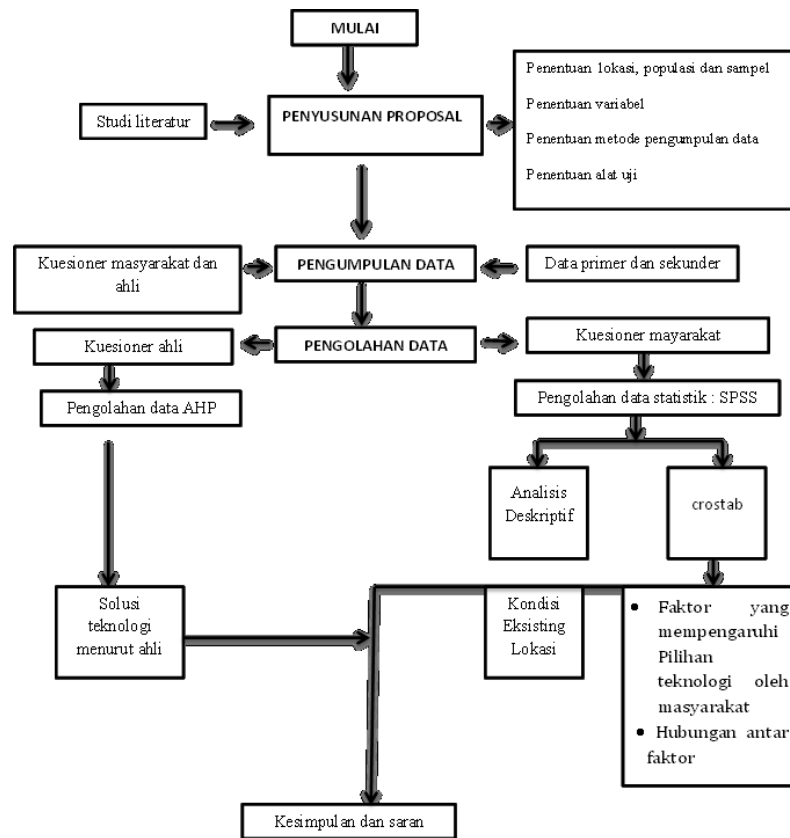 MULAI
Penentuan lokasi, populasi dan sampel
Penentuan variabel
Penentuan metode pengumpulan data
Penentuan alat uji
Studi literatur
PENYUSUNAN PROPOSAL
Kuesioner masyarakat dan
ahli
PENGUMPULAN DATA
Data primer dan sekunder
Kuesioner ahli
PENGOLAHAN DATA
Kuesioner mayarakat
Pengolahan data AHP
Pengolahan data statistik : SPSS
Analisis
Deskriptif
crostab
Solusi
teknologi
menurut ahli
Kondisi
Eksisting
Lokasi
• Faktor yang
mempengaruhi
Pilihan
teknologi oleh
masyarakat
• Hubungan antar
faktor
Kesimpulan dan saran